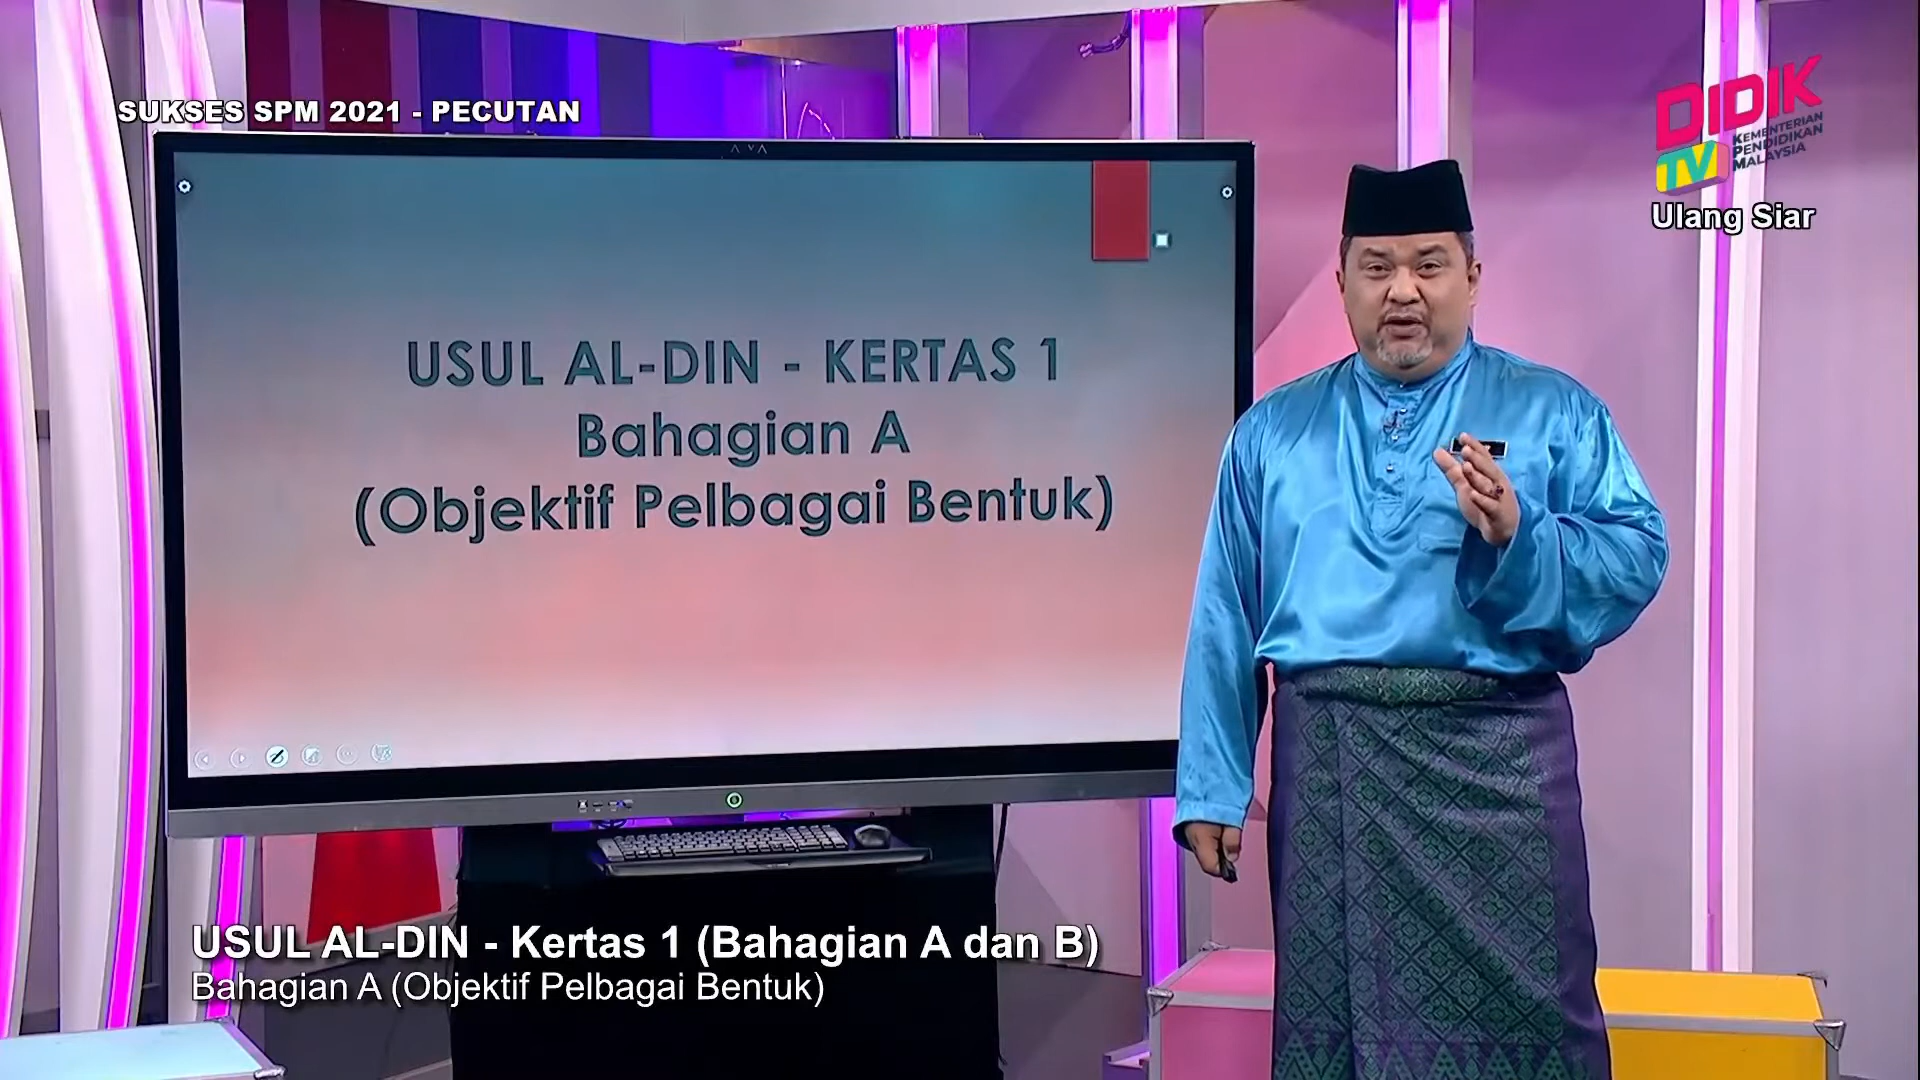 SUKSES SPM 2021 - PECUTAN
DIDIK
TV
KEMENTERIAN
PENDIDIKAN
MALAYSIA
Ulang Siar
USUL AL-DIN - KERTAS 1
Bahagian A
(Objektif Pelbagai Bentuk)
USUL AL-DIN - Kertas 1 (Bahagian A dan B)
Bahagian A (Objektif Pelbagai Bentuk)